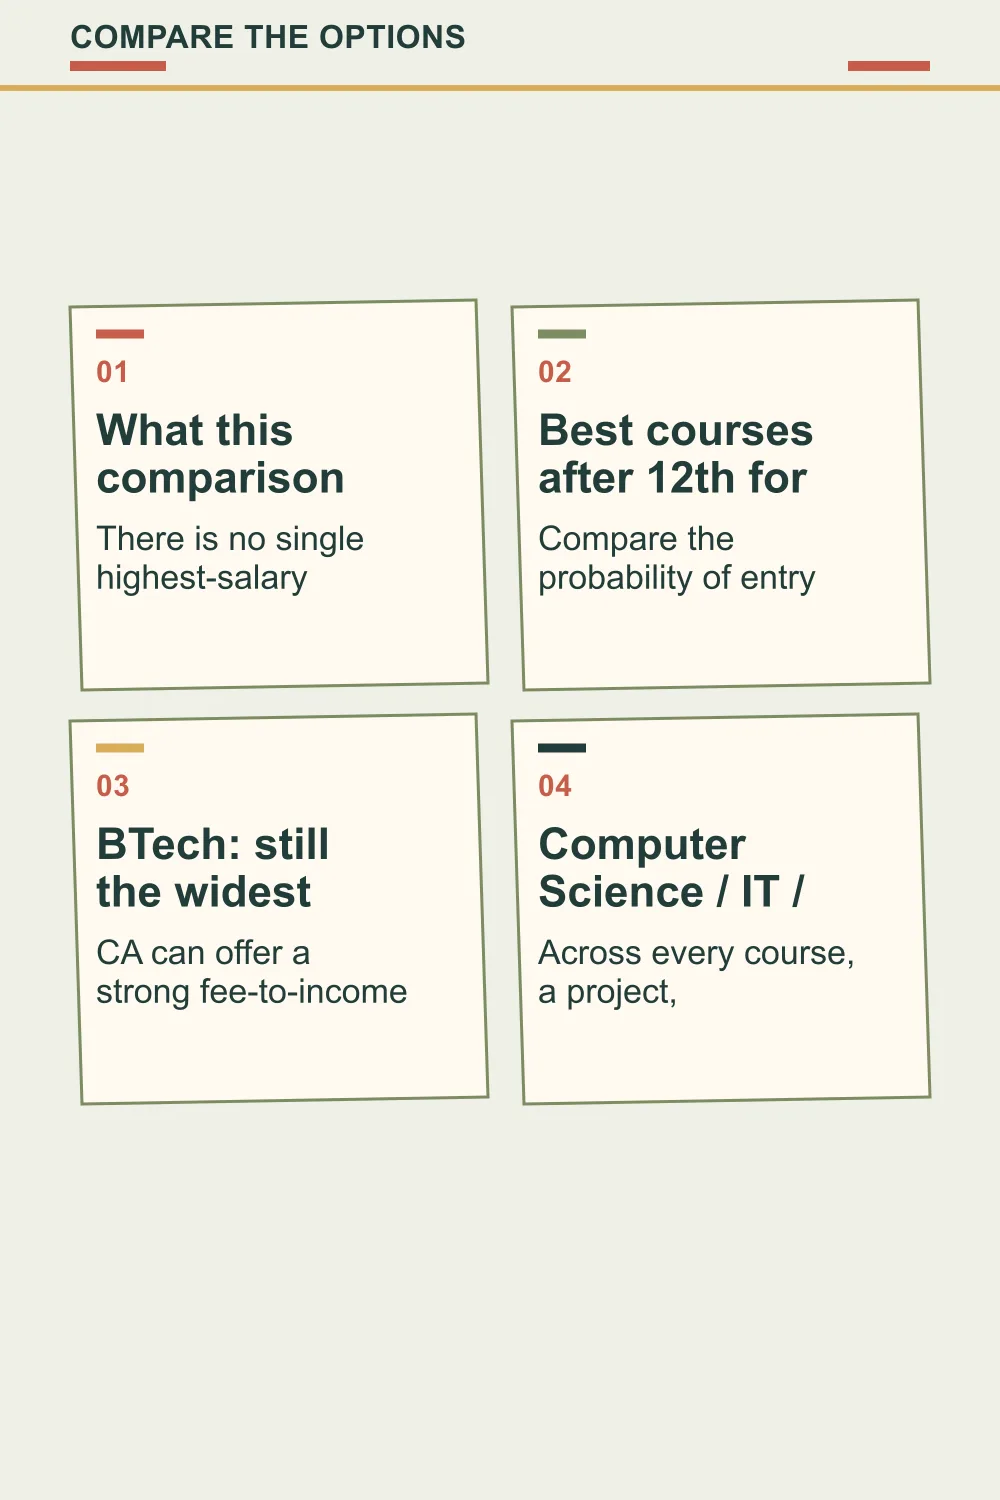 COMPARE THE OPTIONS
01
What this
comparison
There is no single
highest-salary
02
Best courses
after 12th for
Compare the
probability of entry
03
BTech: still
the widest
CA can offer a
strong fee-to-income
04
Computer
Science / IT /
Across every course,
a project,